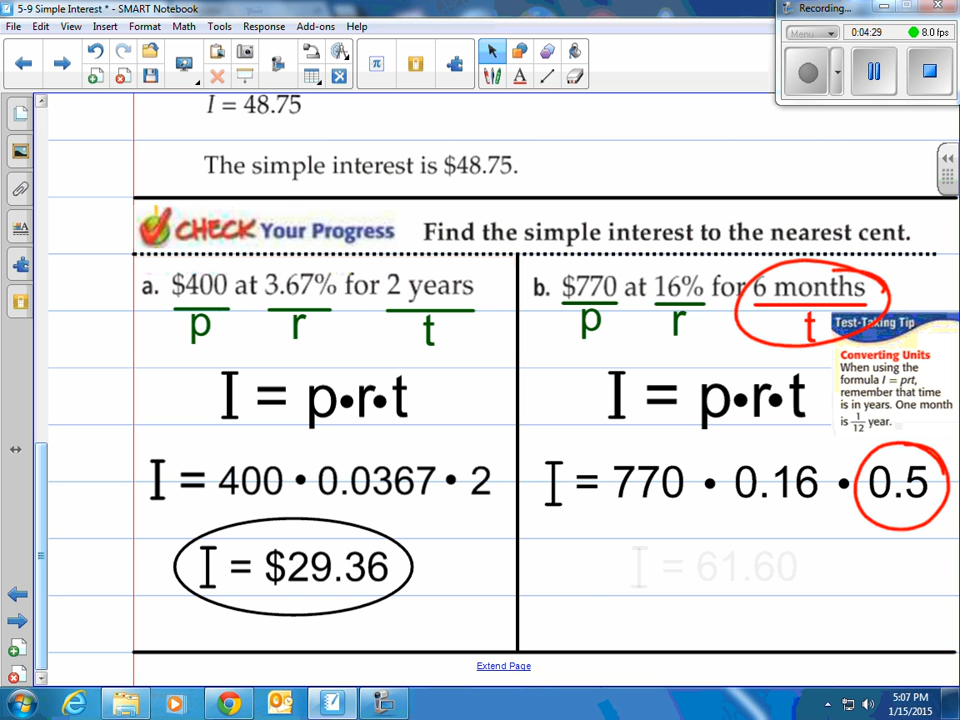 5-9 Simple Interest * - SMART Notebook
File Edit View Insert Format Math Tools Response Add-ons Help
Recording...
Menu 0:04:29 8.0 fps
I = 48.75
The simple interest is $48.75.
CHECK Your Progress Find the simple interest to the nearest cent.
a. $400 at 3.67% for 2 years
p r t
I = p•r•t
I = 400 • 0.0367 • 2
I = $29.36
b. $770 at 16% for 6 months
p r t
Test-Taking Tip
Converting Units
When using the
formula I = prt,
remember that time
is in years. One month
is 1/12 year.
I = p•r•t
I = 770 • 0.16 • 0.5
I = 61.60
Extend Page
5:07 PM
1/15/2015